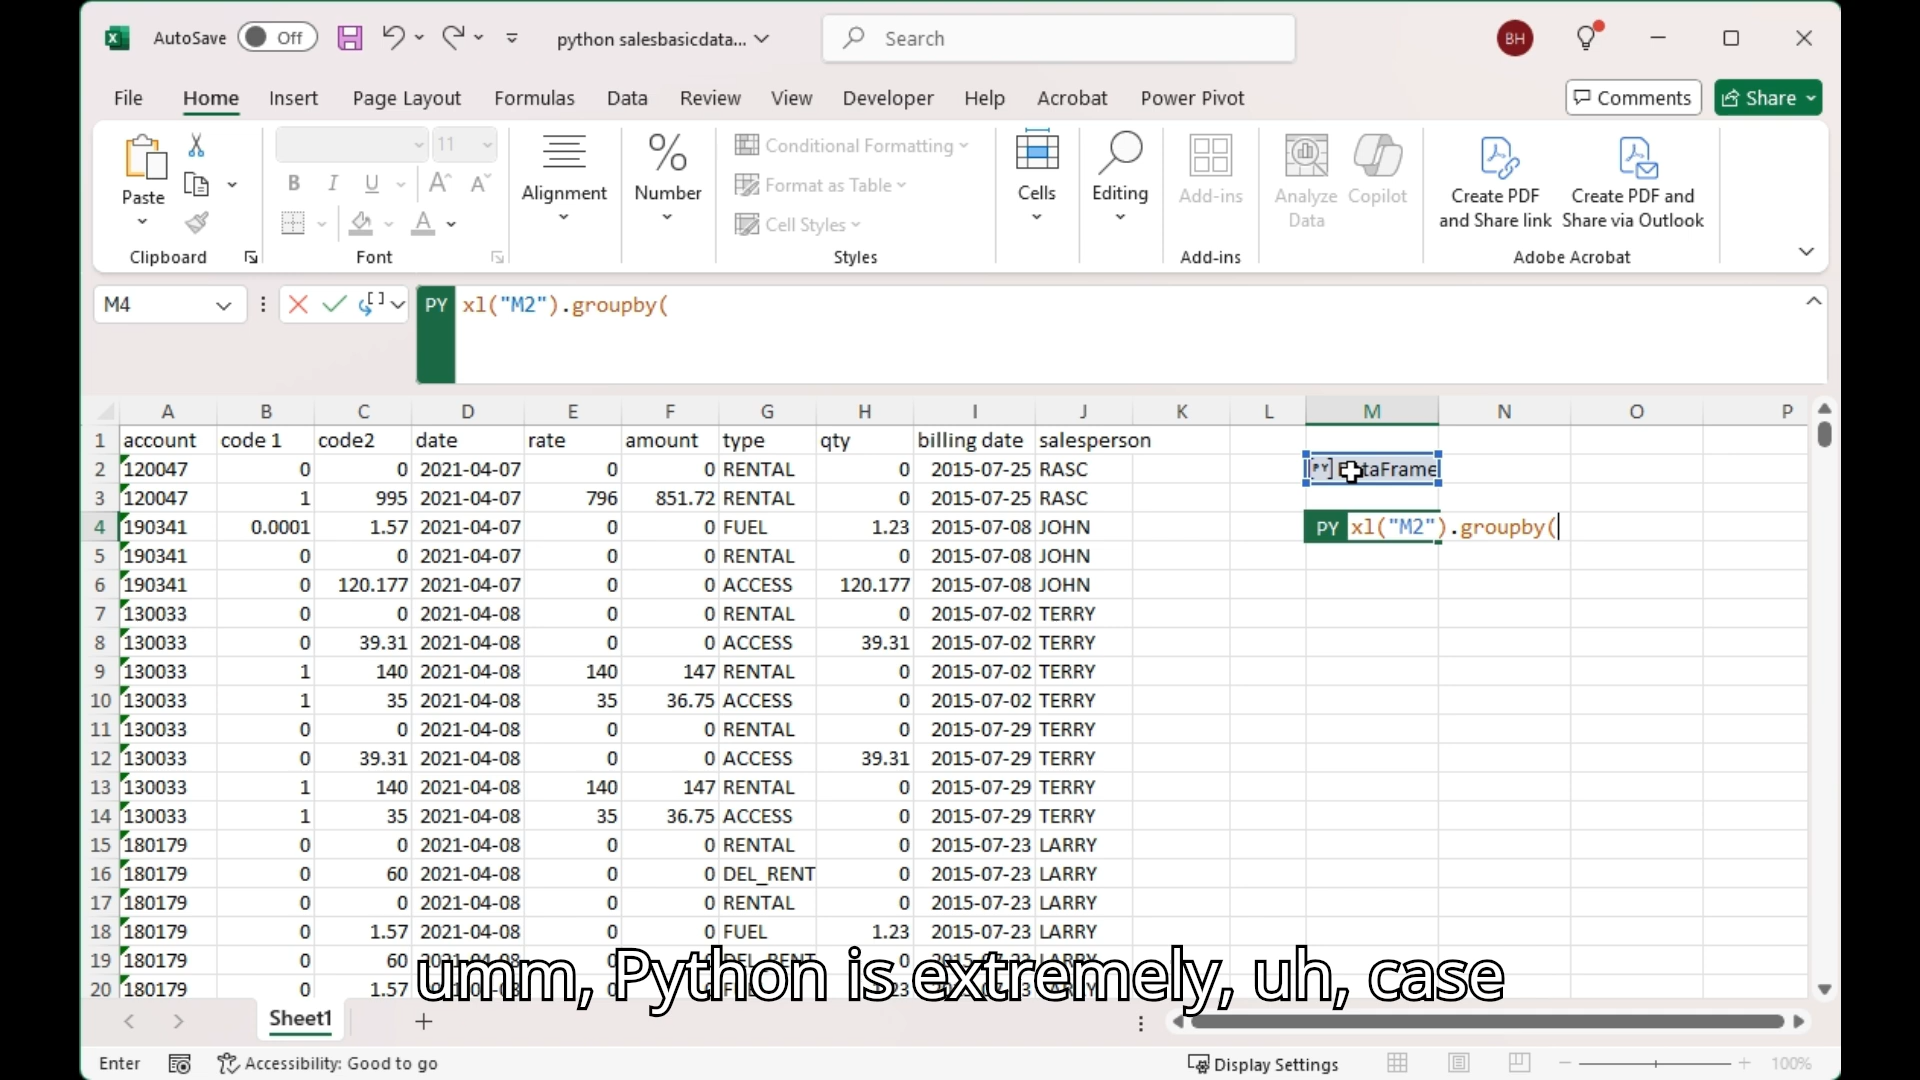 AutoSave Off python salesbasicdata... Search BH
File Home Insert Page Layout Formulas Data Review View Developer Help Acrobat Power Pivot Comments Share
Paste 11 B I U A A A Alignment Number Conditional Formatting Format as Table Cell Styles Cells Editing Add-ins Analyze Data Copilot Create PDF and Share link Create PDF and Share via Outlook
Clipboard Font Styles Add-ins Adobe Acrobat
M4 PY xl("M2").groupby(
A B C D E F G H I J K L M N O P
1 account code 1 code2 date rate amount type qty billing date salesperson
2 120047 0 0 2021-04-07 0 0 RENTAL 0 2015-07-25 RASC [PY] DataFrame
3 120047 1 995 2021-04-07 796 851.72 RENTAL 0 2015-07-25 RASC
4 190341 0.0001 1.57 2021-04-07 0 0 FUEL 1.23 2015-07-08 JOHN PY xl("M2").groupby(
5 190341 0 0 2021-04-07 0 0 RENTAL 0 2015-07-08 JOHN
6 190341 0 120.177 2021-04-07 0 0 ACCESS 120.177 2015-07-08 JOHN
7 130033 0 0 2021-04-08 0 0 RENTAL 0 2015-07-02 TERRY
8 130033 0 39.31 2021-04-08 0 0 ACCESS 39.31 2015-07-02 TERRY
9 130033 1 140 2021-04-08 140 147 RENTAL 0 2015-07-02 TERRY
10 130033 1 35 2021-04-08 35 36.75 ACCESS 0 2015-07-02 TERRY
11 130033 0 0 2021-04-08 0 0 RENTAL 0 2015-07-29 TERRY
12 130033 0 39.31 2021-04-08 0 0 ACCESS 39.31 2015-07-29 TERRY
13 130033 1 140 2021-04-08 140 147 RENTAL 0 2015-07-29 TERRY
14 130033 1 35 2021-04-08 35 36.75 ACCESS 0 2015-07-29 TERRY
15 180179 0 0 2021-04-08 0 0 RENTAL 0 2015-07-23 LARRY
16 180179 0 60 2021-04-08 0 0 DEL_RENT 0 2015-07-23 LARRY
17 180179 0 0 2021-04-08 0 0 RENTAL 0 2015-07-23 LARRY
18 180179 0 1.57 2021-04-08 0 0 FUEL 1.23 2015-07-23 LARRY
19 180179 0 60
20 180179 0 1.57
umm, Python is extremely, uh, case
Sheet1
Enter Accessibility: Good to go Display Settings 100%